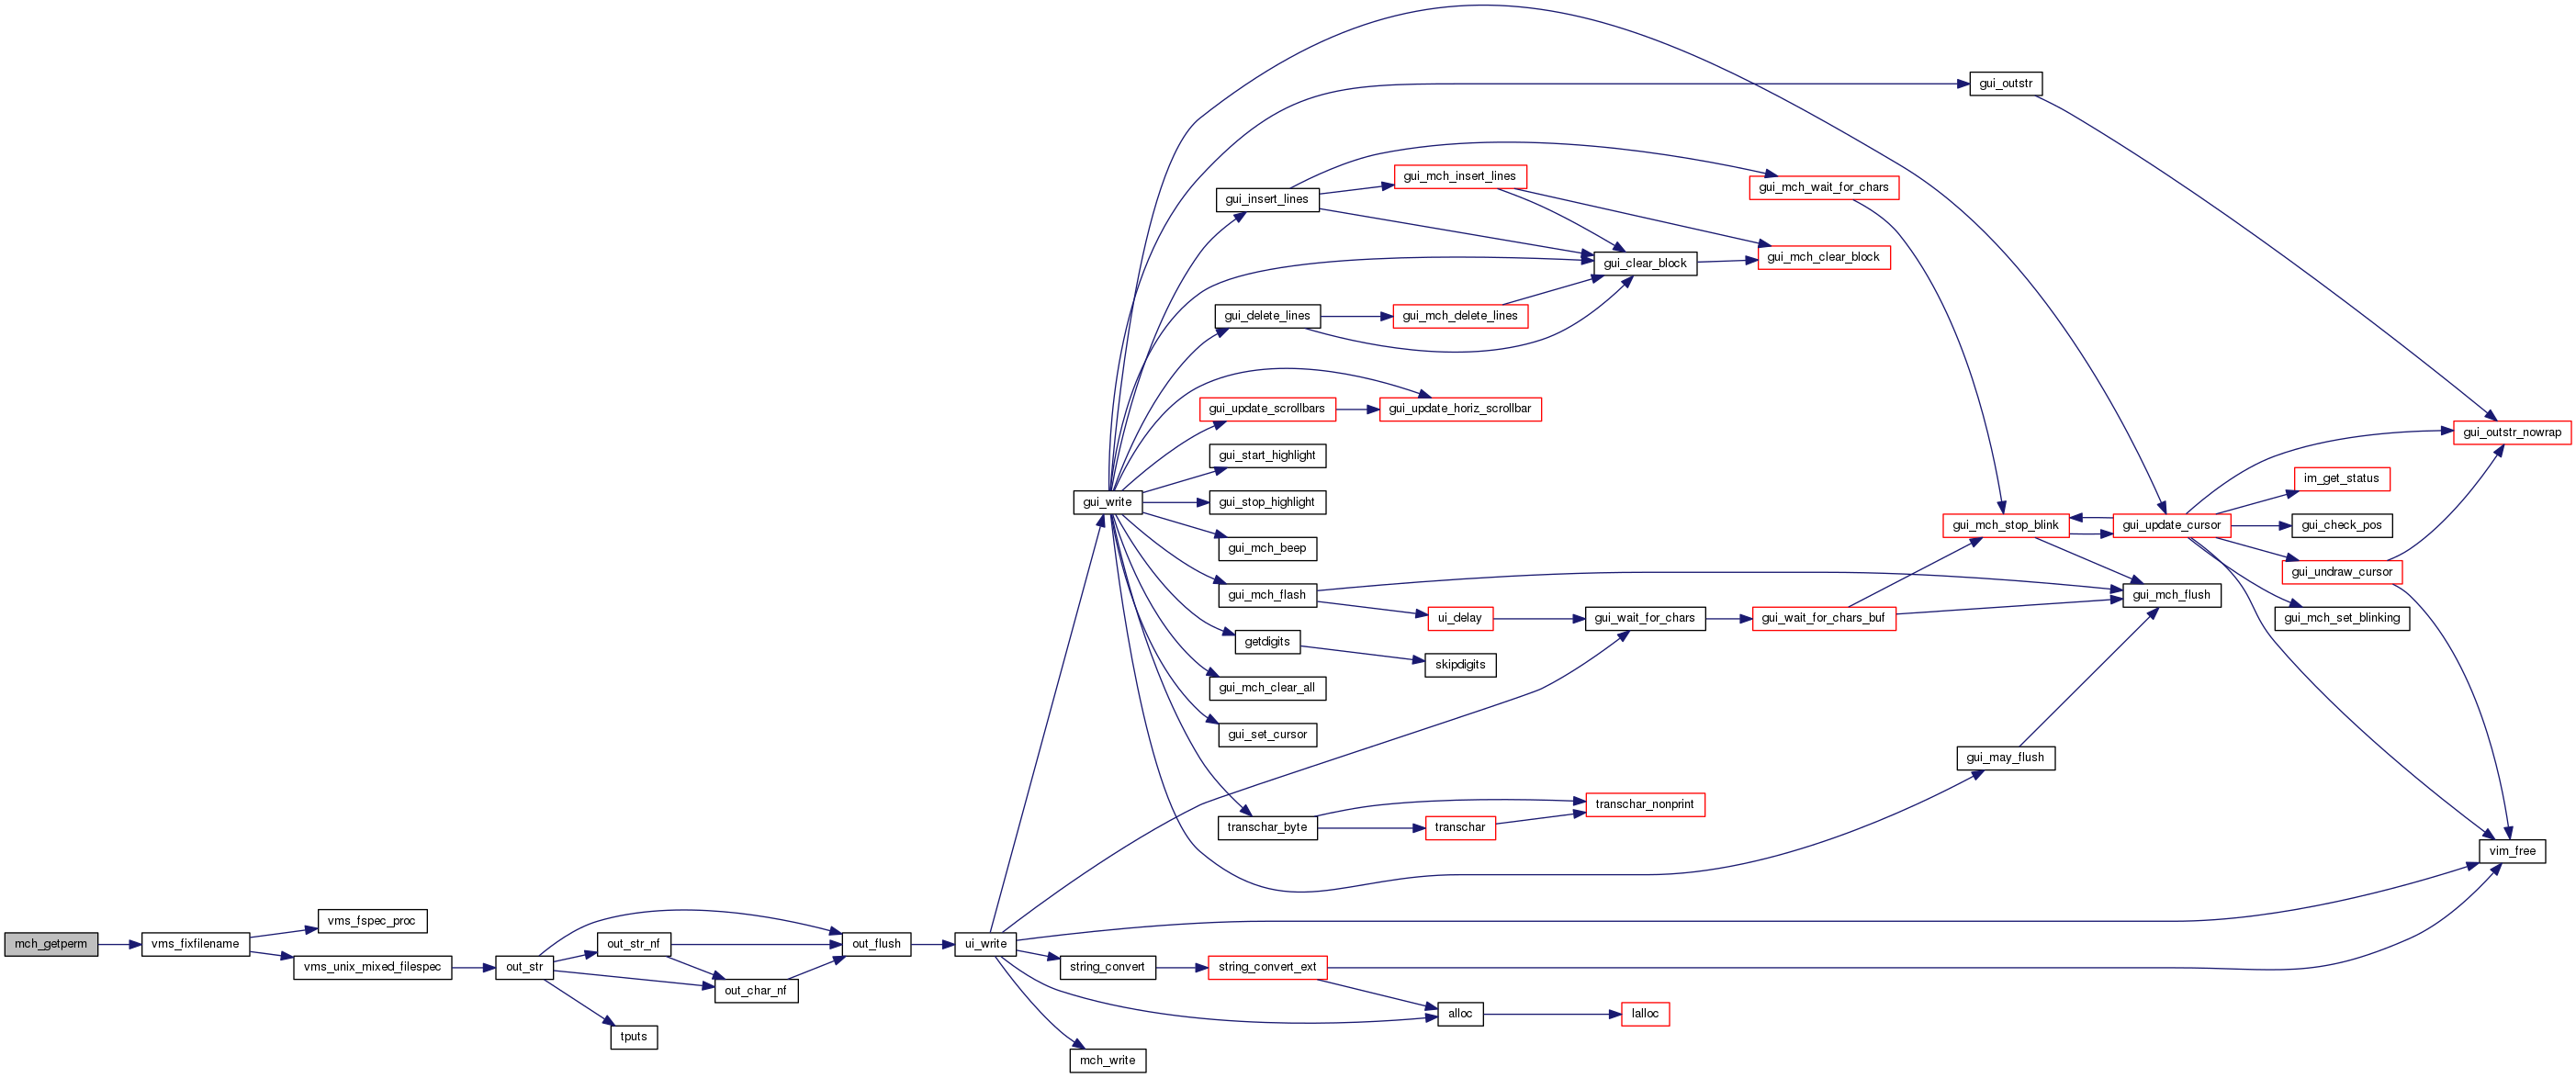 gui_outstr
gui_mch_insert_lines
gui_mch_wait_for_chars
gui_insert_lines
gui_clear_block
gui_mch_clear_block
gui_delete_lines
gui_mch_delete_lines
gui_update_scrollbars
gui_update_horiz_scrollbar
gui_outstr_nowrap
gui_start_highlight
im_get_status
gui_write
gui_stop_highlight
gui_mch_stop_blink
gui_update_cursor
gui_check_pos
gui_mch_beep
gui_undraw_cursor
gui_mch_flash
gui_mch_flush
ui_delay
gui_wait_for_chars
gui_wait_for_chars_buf
gui_mch_set_blinking
getdigits
skipdigits
gui_mch_clear_all
gui_set_cursor
gui_may_flush
transchar_nonprint
transchar_byte
transchar
vim_free
vms_fspec_proc
mch_getperm
vms_fixfilename
out_str_nf
out_flush
ui_write
vms_unix_mixed_filespec
out_str
string_convert
string_convert_ext
out_char_nf
alloc
lalloc
tputs
mch_write